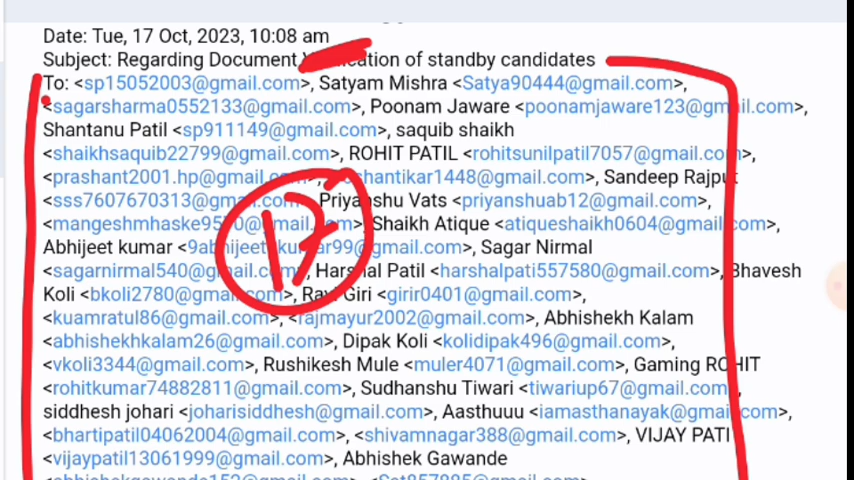 Date: Tue, 17 Oct, 2023, 10:08 am
Subject: Regarding Document of standby candidates
To: <sp15052003@gmail.com>, Satyam Mishra <Satya90444@gmail.com>,
<sagarsharma0552133@gmail.com>, Poonam Jaware <poonamjaware123@gmail.com>,
Shantanu Patil <sp911149@gmail.com>, saquib shaikh
<shaikhsaquib22799@gmail.com>, ROHIT PATIL <rohitsunilpatil7057@gmail.com>,
<prashant2001.hp@gmail.com>, Sandeep Rajput
<sss7607670313@gmail.com>, Priyanshu Vats <priyanshuab12@gmail.com>,
Shaikh Atique <atiqueshaikh0604@gmail.com>,
Abhijeet kumar Sagar Nirmal
<sagarnirmal540@gmail.com>, Harshal Patil <harshalpati557580@gmail.com>, Bhavesh
Koli <bkoli2780@gmail.com>, Ravi Giri <girir0401@gmail.com>,
<kuamratul86@gmail.com>, <rajmayur2002@gmail.com>, Abhishekh Kalam
<abhishekhkalam26@gmail.com>, Dipak Koli <kolidipak496@gmail.com>,
<vkoli3344@gmail.com>, Rushikesh Mule <muler4071@gmail.com>, Gaming ROHIT
<rohitkumar74882811@gmail.com>, Sudhanshu Tiwari <tiwariup67@gmail.com>,
siddhesh johari <joharisiddhesh@gmail.com>, Aasthuuu <iamasthanayak@gmail.com>,
<bhartipatil04062004@gmail.com>, <shivamnagar388@gmail.com>, VIJAY PATIL
<vijaypatil13061999@gmail.com>, Abhishek Gawande
17